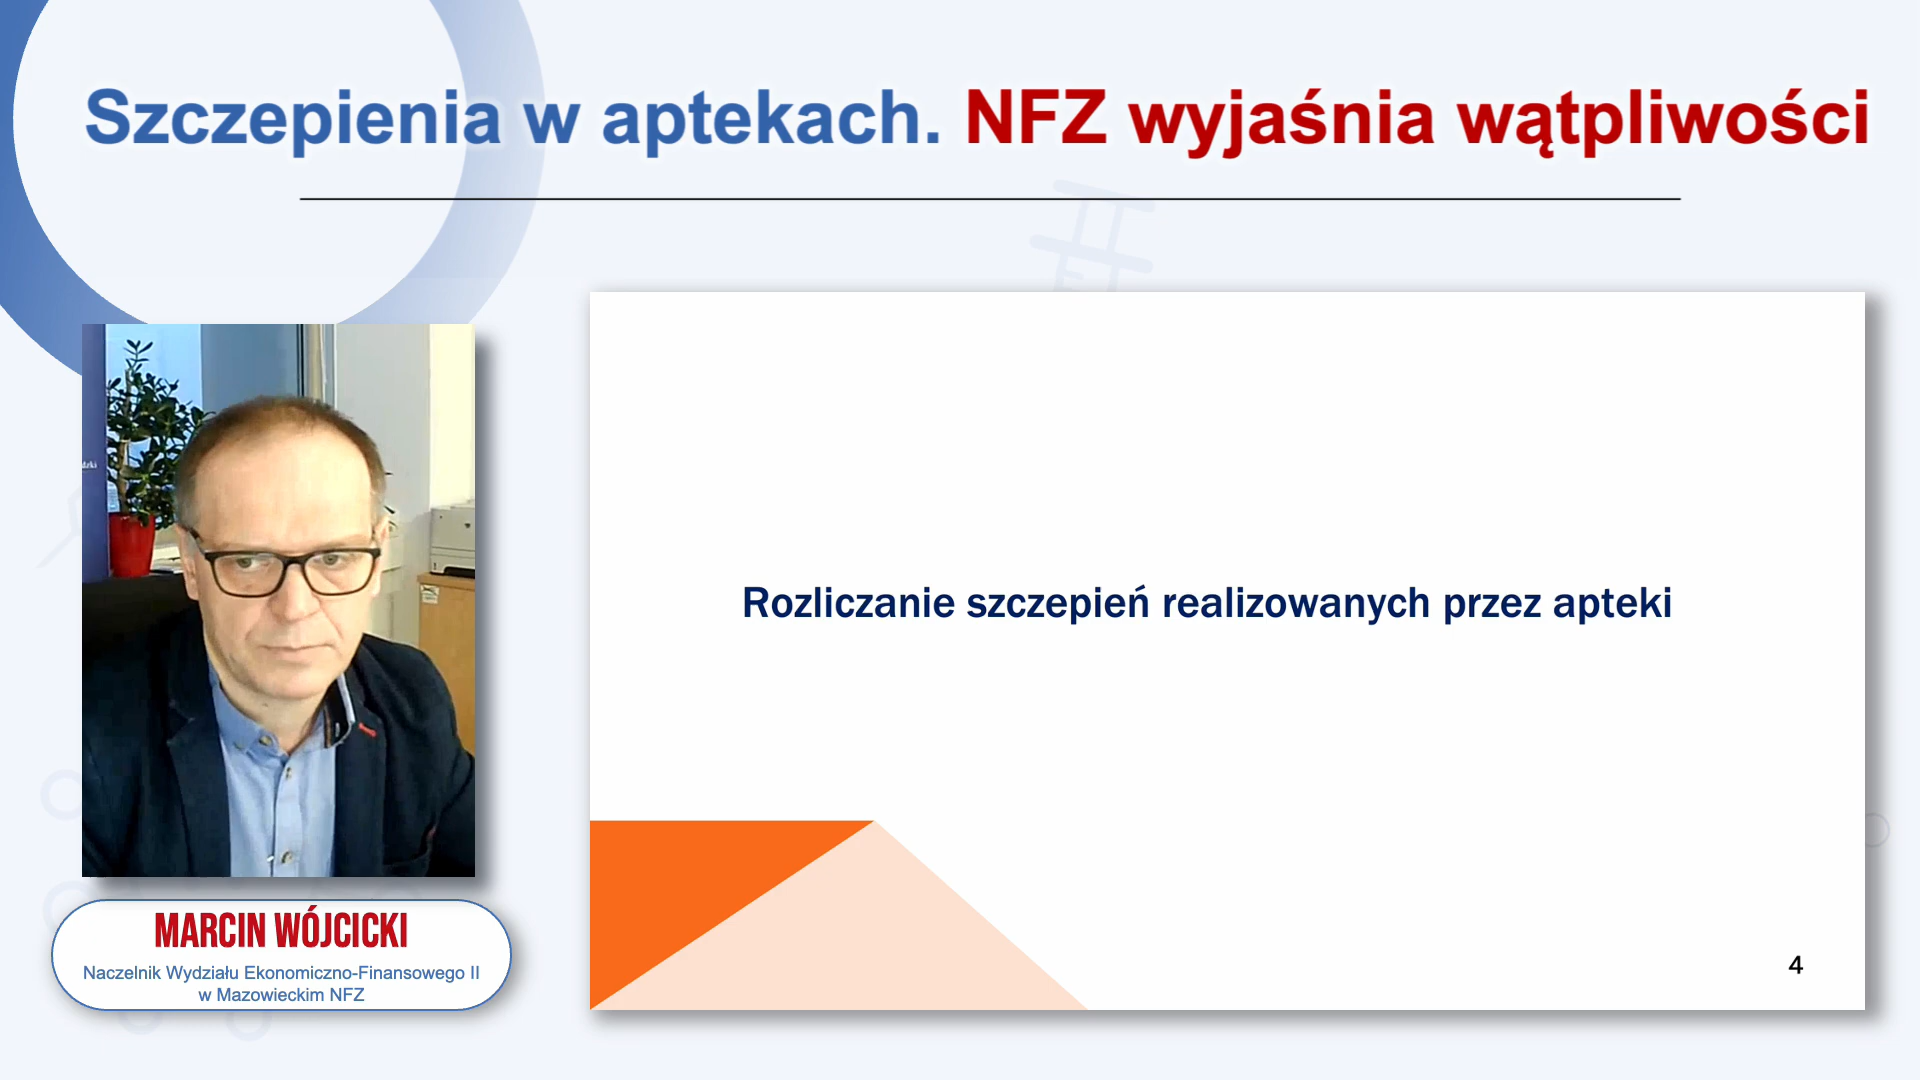 Szczepienia w aptekach. NFZ wyjaśnia wątpliwości
Rozliczanie szczepień realizowanych przez apteki
MARCIN WÓJCICKI
Naczelnik Wydziału Ekonomiczno-Finansowego II
w Mazowieckim NFZ
4